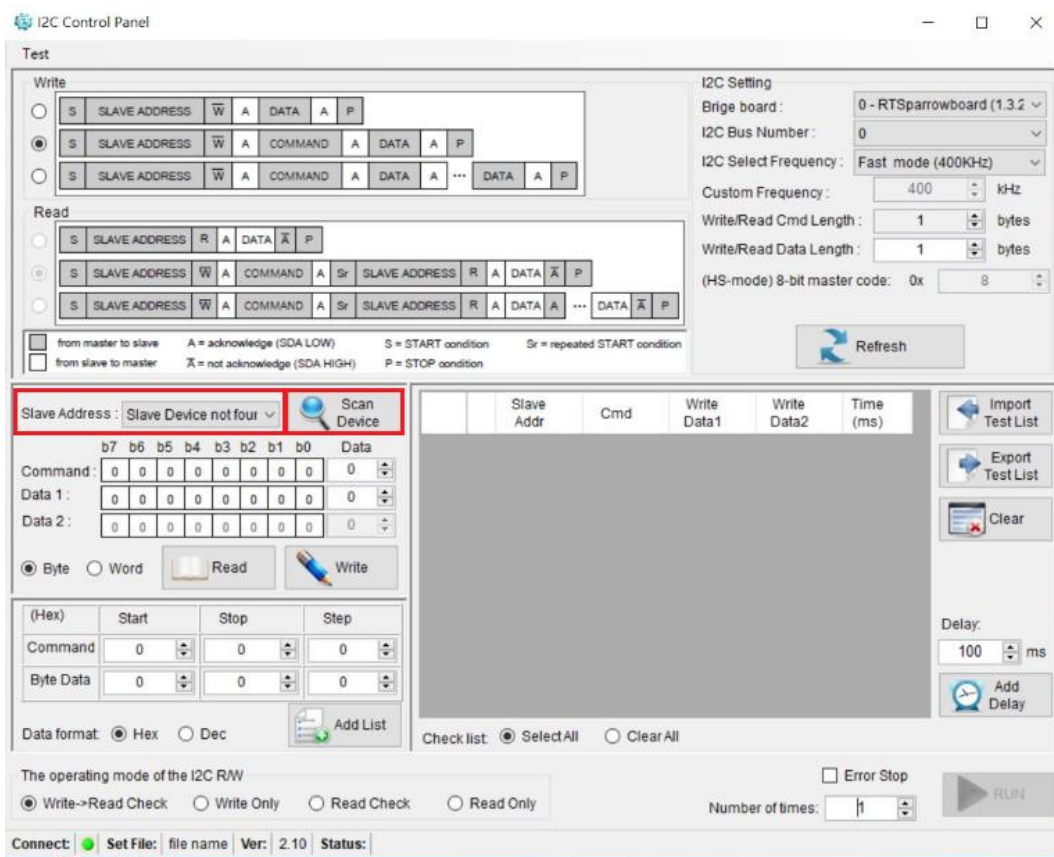 I2C Control Panel
Test
Write
S SLAVE ADDRESS W A DATA A P
S SLAVE ADDRESS W A COMMAND A DATA A P
S SLAVE ADDRESS W A COMMAND A DATA A ... DATA A P
Read
S SLAVE ADDRESS R A DATA A P
S SLAVE ADDRESS W A COMMAND A Sr SLAVE ADDRESS R A DATA A P
S SLAVE ADDRESS W A COMMAND A Sr SLAVE ADDRESS R A DATA A ... DATA A P
from master to slave A = acknowledge (SDA LOW) S = START condition Sr = repeated START condition
from slave to master A = not acknowledge (SDA HIGH) P = STOP condition
I2C Setting
Brige board : 0 - RTSparrowboard (1.3.2
I2C Bus Number : 0
I2C Select Frequency : Fast mode (400KHz)
Custom Frequency : 400 kHz
Write/Read Cmd Length : 1 bytes
Write/Read Data Length : 1 bytes
(HS-mode) 8-bit master code: 0x 8
Refresh
Slave Address : Slave Device not four
Scan
Device
b7 b6 b5 b4 b3 b2 b1 b0 Data
Command : 0 0 0 0 0 0 0 0 0
Data 1 : 0 0 0 0 0 0 0 0 0
Data 2 : 0 0 0 0 0 0 0 0 0
Byte Word Read Write
(Hex) Start Stop Step
Command 0 0 0
Byte Data 0 0 0
Data format: Hex Dec Add List
Slave
Addr
Cmd
Write
Data1
Write
Data2
Time
(ms)
Check list: Select All Clear All
Import
Test List
Export
Test List
Clear
Delay:
100 ms
Add
Delay
The operating mode of the I2C R/W
Write->Read Check Write Only Read Check Read Only
Error Stop
Number of times: 1
RUN
Connect: Set File: file name Ver: 2.10 Status: